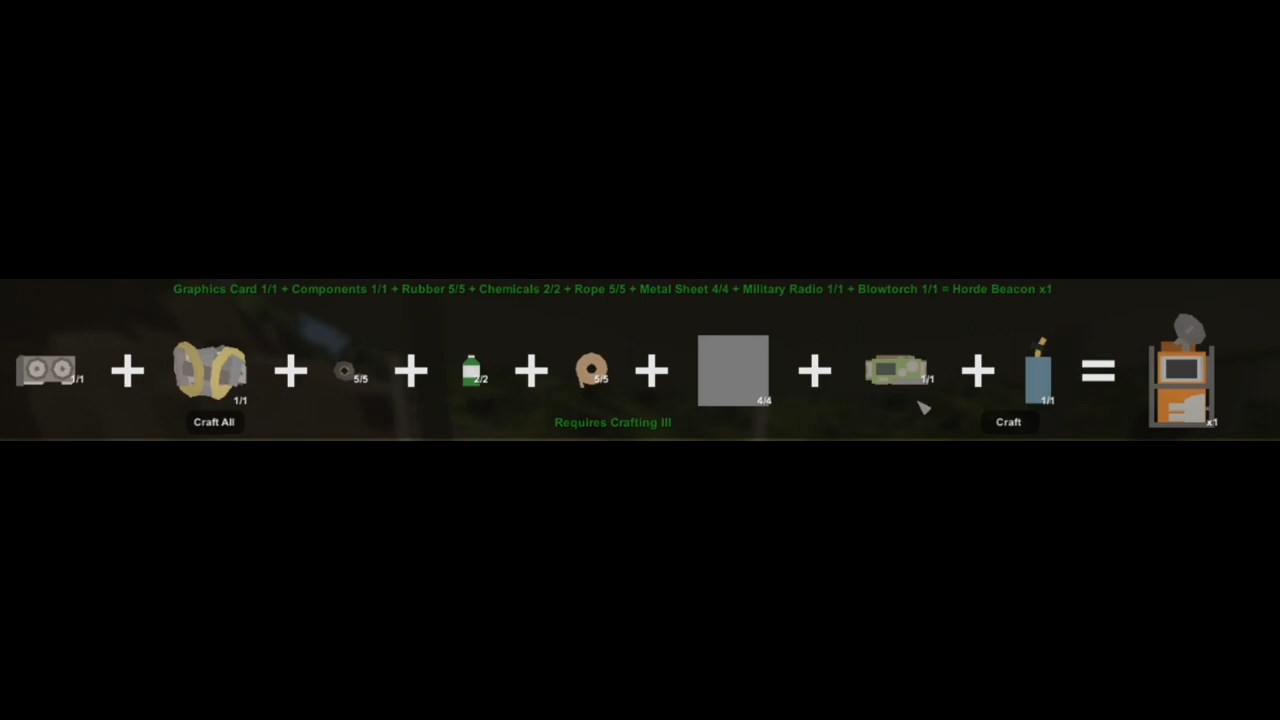 Graphics Card 1/1 + Components 1/1 + Rubber 5/5 + Chemicals 2/2 + Rope 5/5 + Metal Sheet 4/4 + Military Radio 1/1 + Blowtorch 1/1 = Horde Beacon x1
1/1 + 1/1 + 5/5 + 2/2 + 5/5 + 4/4 + 1/1 + 1/1 = x1
Craft All Requires Crafting III Craft